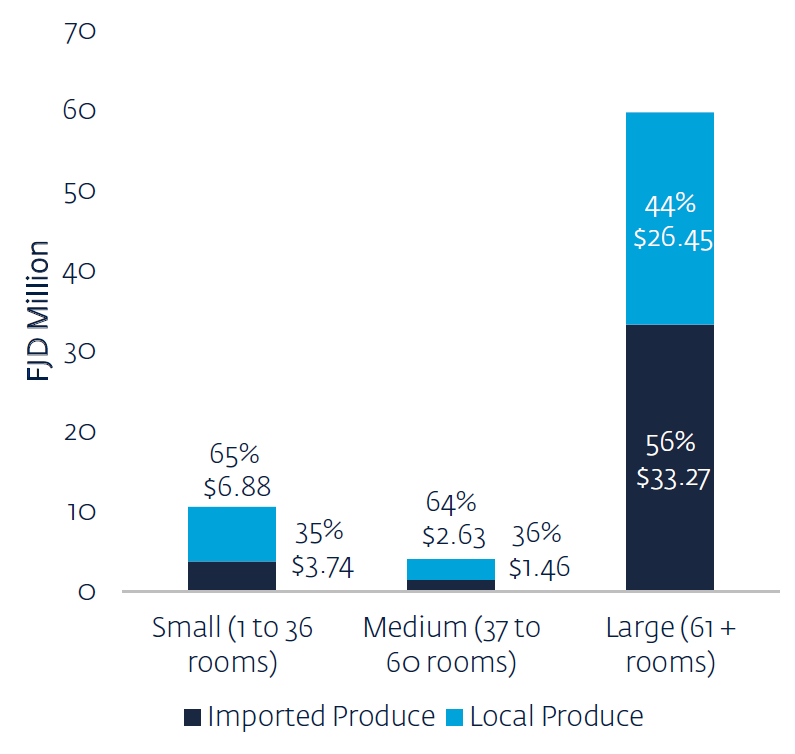 70
60
50
40
30
20
10
0
FJD Million
65%
$6.88
35%
$3.74
64%
$2.63
36%
$1.46
44%
$26.45
56%
$33.27
Small (1 to 36
rooms)
Medium (37 to
60 rooms)
Large (61 +
rooms)
Imported Produce
Local Produce